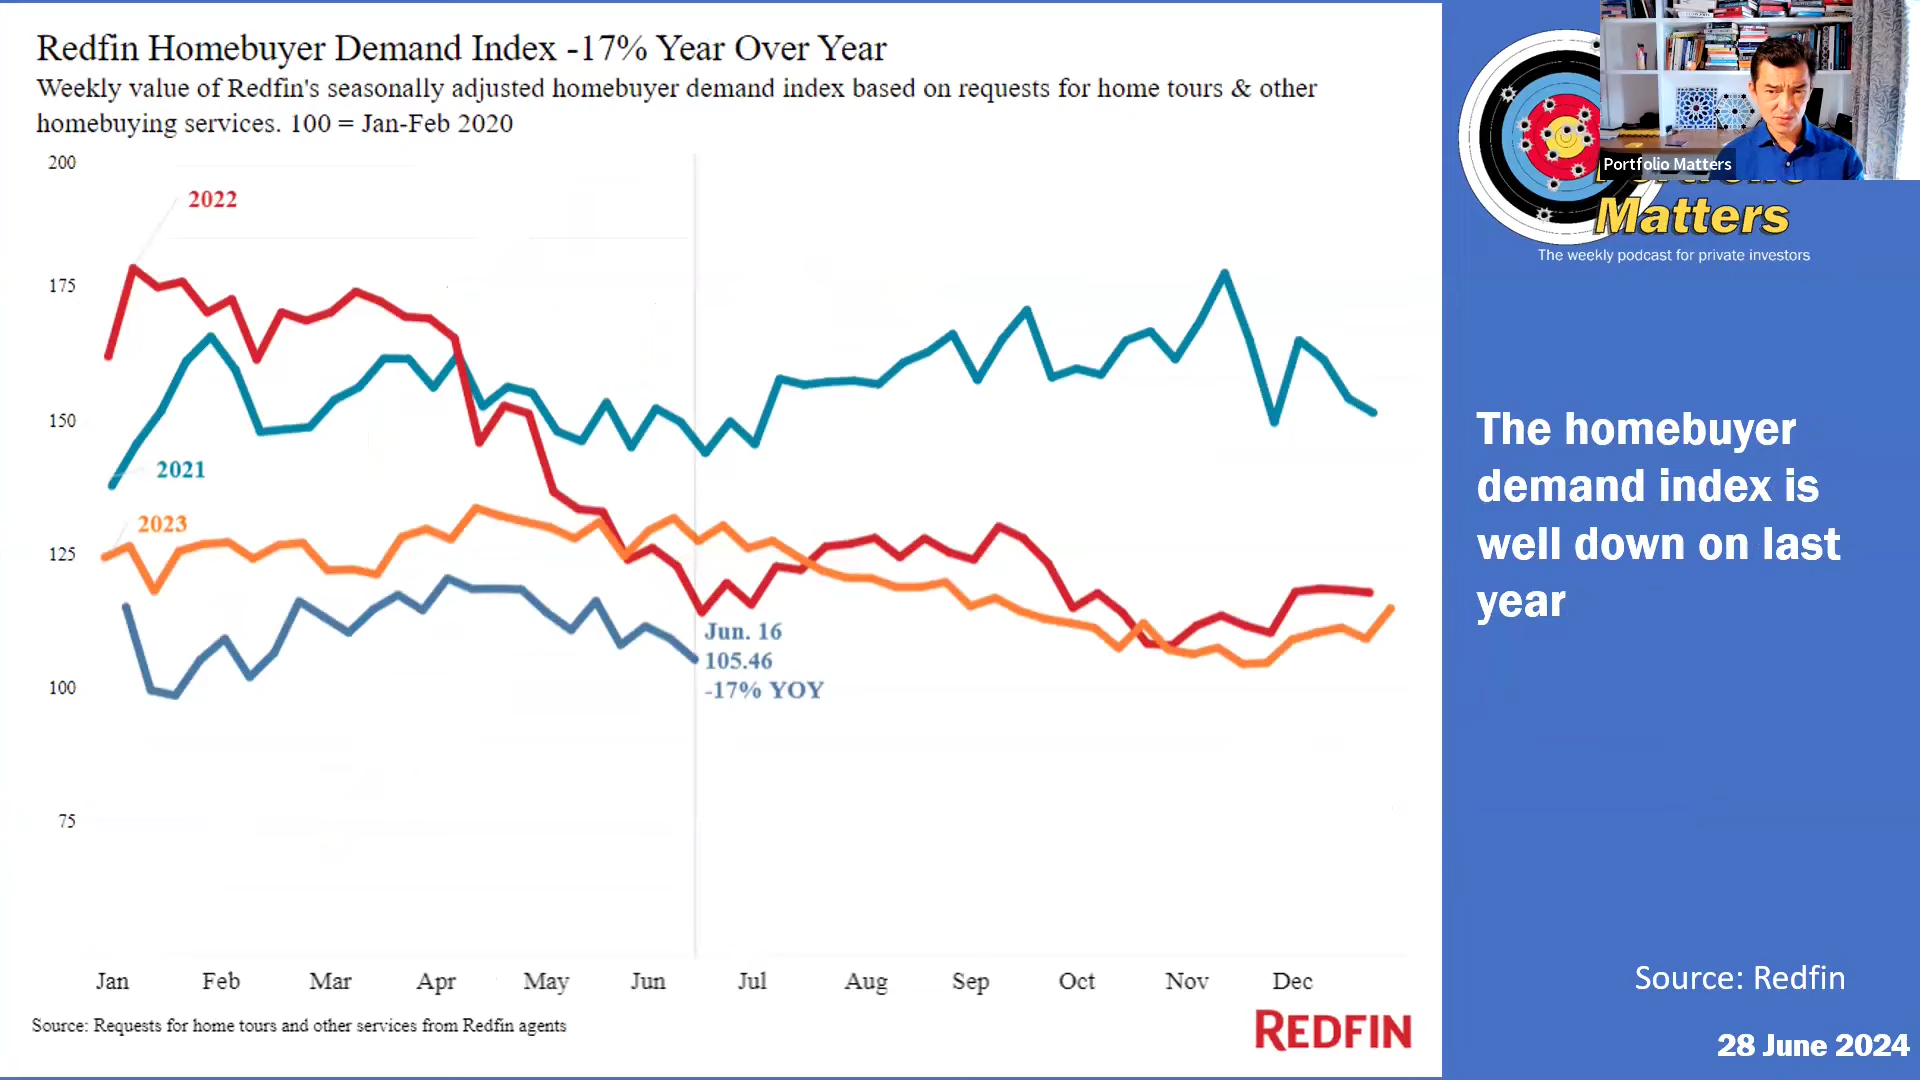 Redfin Homebuyer Demand Index -17% Year Over Year
Weekly value of Redfin's seasonally adjusted homebuyer demand index based on requests for home tours & other
homebuying services. 100 = Jan-Feb 2020
200
175
150
125
100
75
2022
2021
2023
Jun. 16
105.46
-17% YOY
Jan Feb Mar Apr May Jun Jul Aug Sep Oct Nov Dec
Source: Requests for home tours and other services from Redfin agents
REDFIN
Portfolio Matters
Matters
The weekly podcast for private investors
The homebuyer
demand index is
well down on last
year
Source: Redfin
28 June 2024